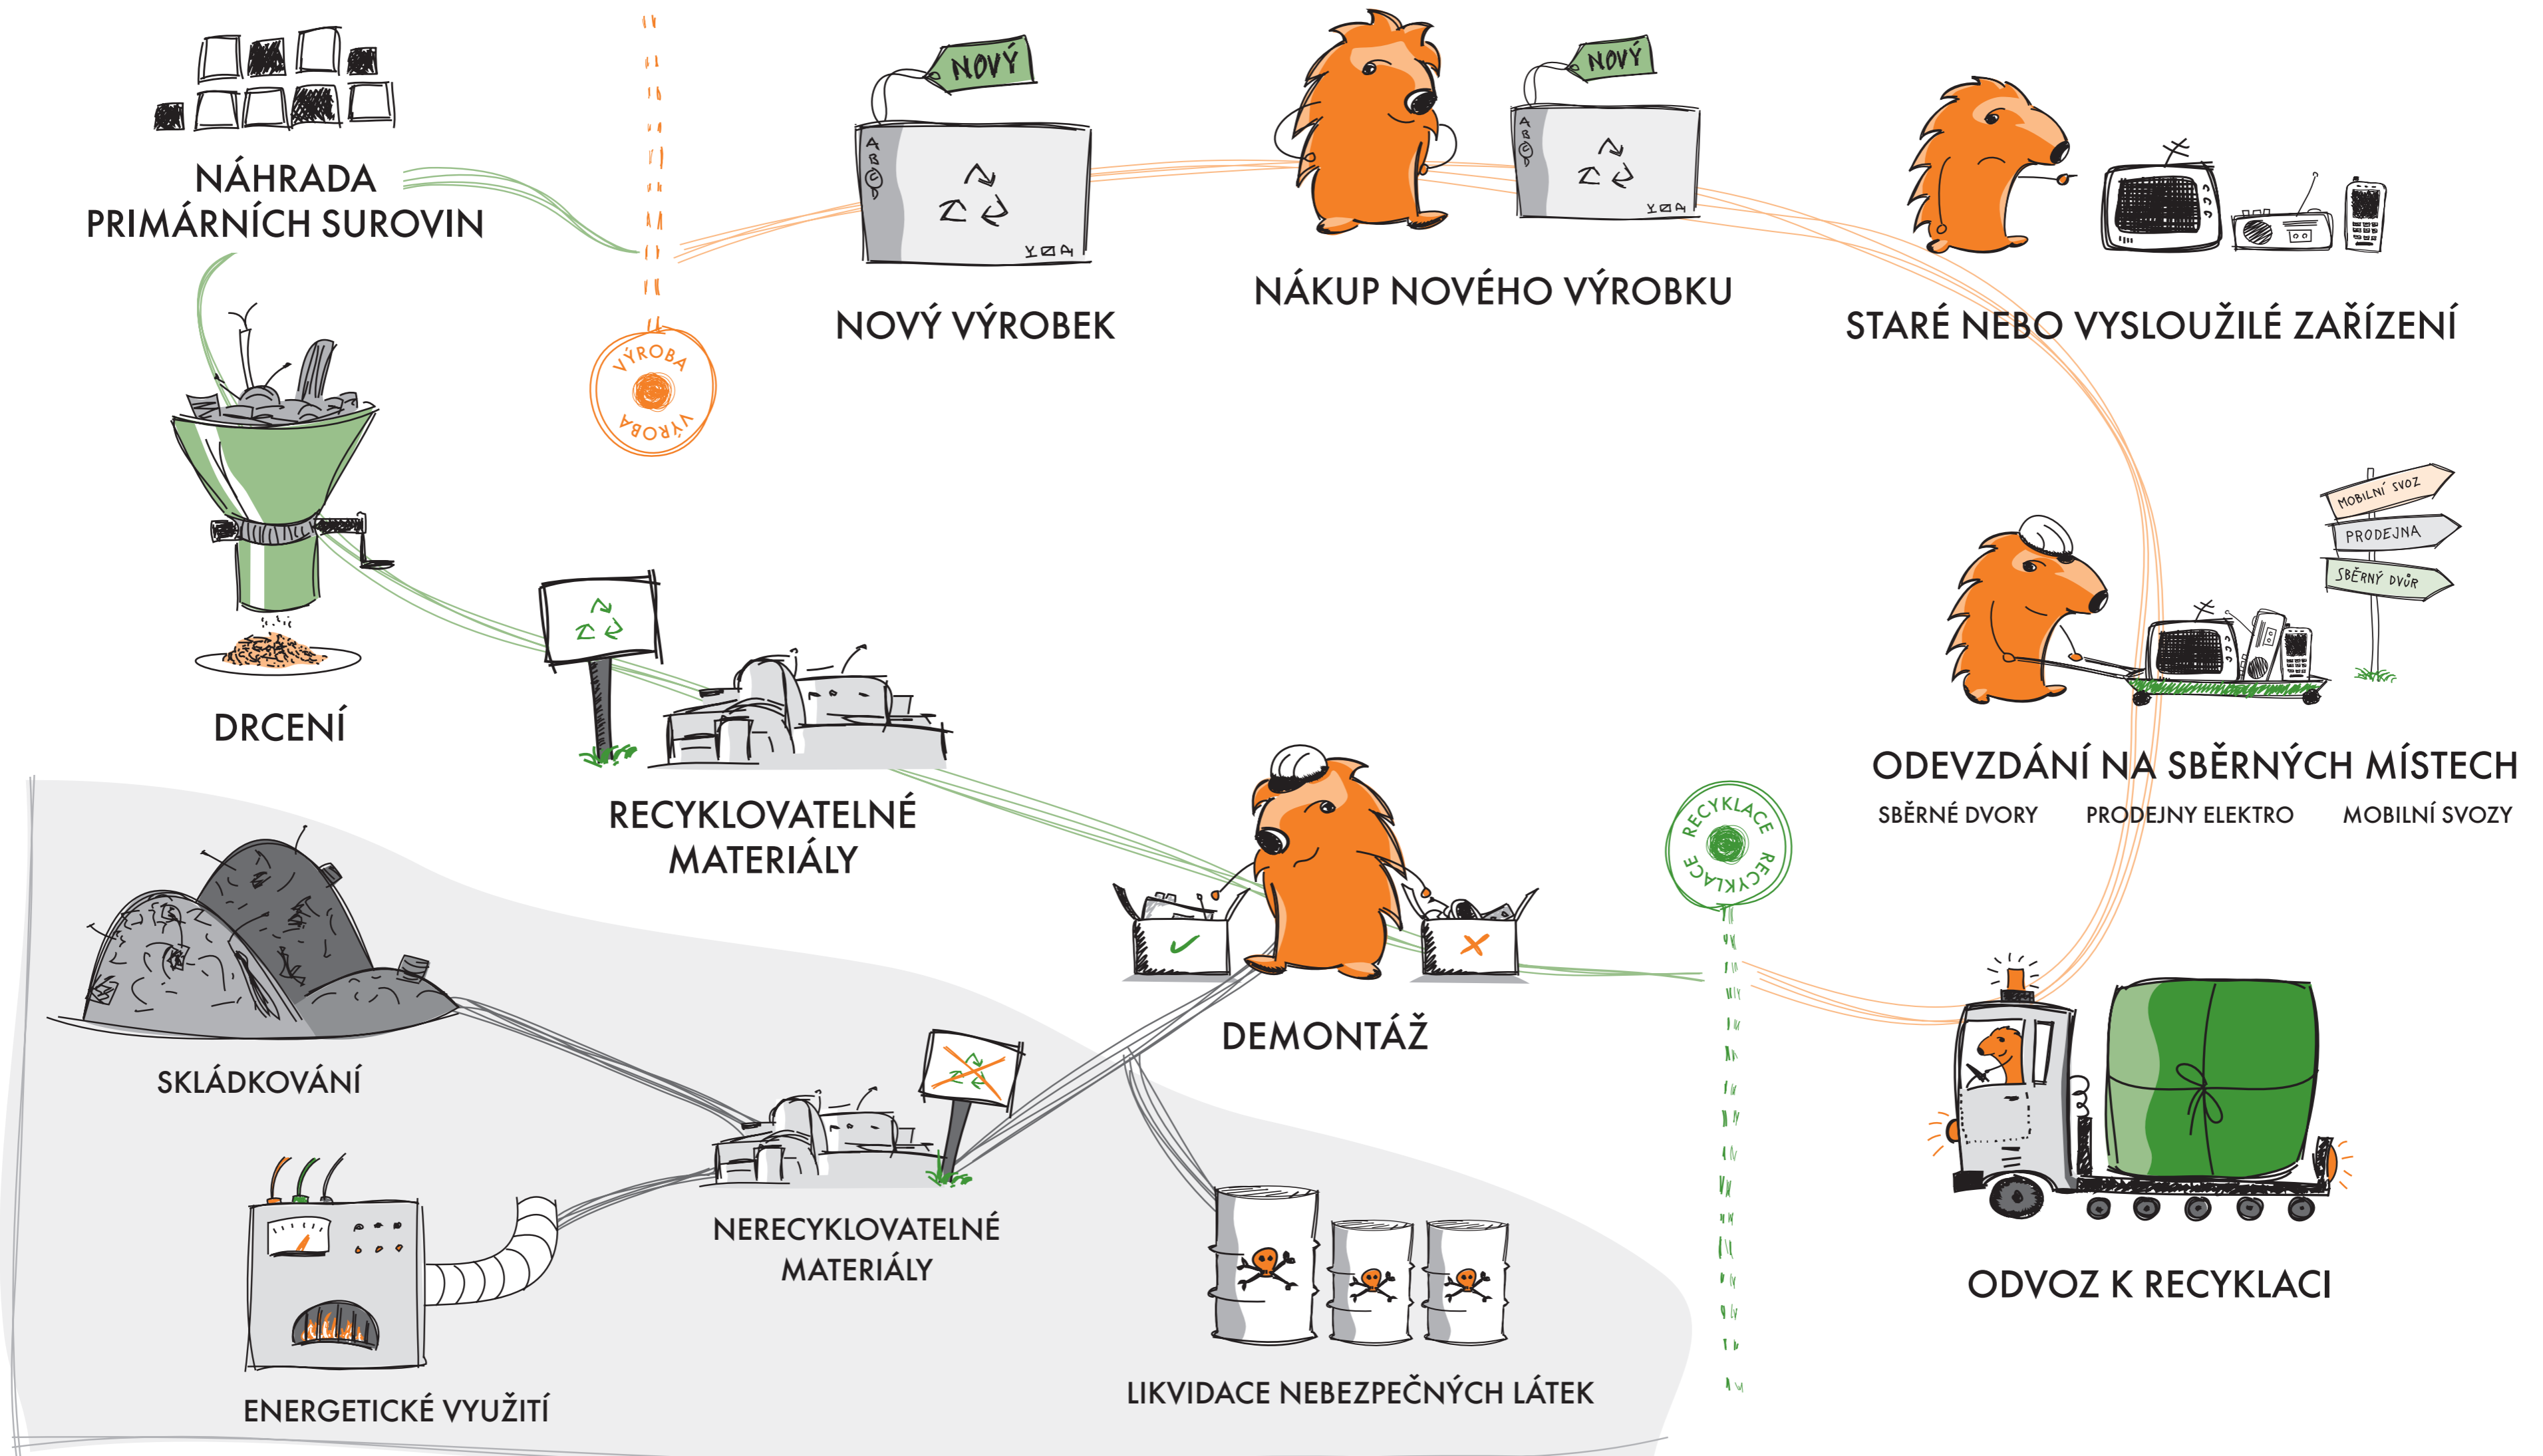 NOVÝ
NOVÝ
A
B
C
D
A
B
C
D
NÁHRADA
PRIMÁRNÍCH SUROVIN
NOVÝ VÝROBEK
NÁKUP NOVÉHO VÝROBKU
STARÉ NEBO VYSLOUŽILÉ ZAŘÍZENÍ
VÝROBA
VÝROBA
MOBILNÍ SVOZ
PRODEJNA
SBĚRNÝ DVŮR
DRCENÍ
ODEVZDÁNÍ NA SBĚRNÝCH MÍSTECH
SBĚRNÉ DVORY PRODEJNY ELEKTRO MOBILNÍ SVOZY
RECYKLOVATELNÉ
MATERIÁLY
RECYKLACE
RECYKLACE
DEMONTÁŽ
SKLÁDKOVÁNÍ
NERECYKLOVATELNÉ
MATERIÁLY
ODVOZ K RECYKLACI
LIKVIDACE NEBEZPEČNÝCH LÁTEK
ENERGETICKÉ VYUŽITÍ